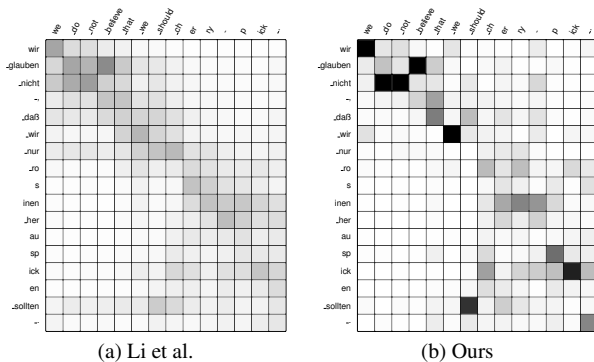 we _do _not _believe _that _we _should _ch er ry - p ick _.
we _do _not _believe _that _we _should _ch er ry - p ick _.
wir wir
_glauben _glauben
_nicht _nicht
_, _,
_daß _daß
_wir _wir
_nur _nur
_ro _ro
s s
inen inen
_her _her
au au
sp sp
ick ick
en en
_sollten _sollten
_. _.
(a) Li et al. (b) Ours